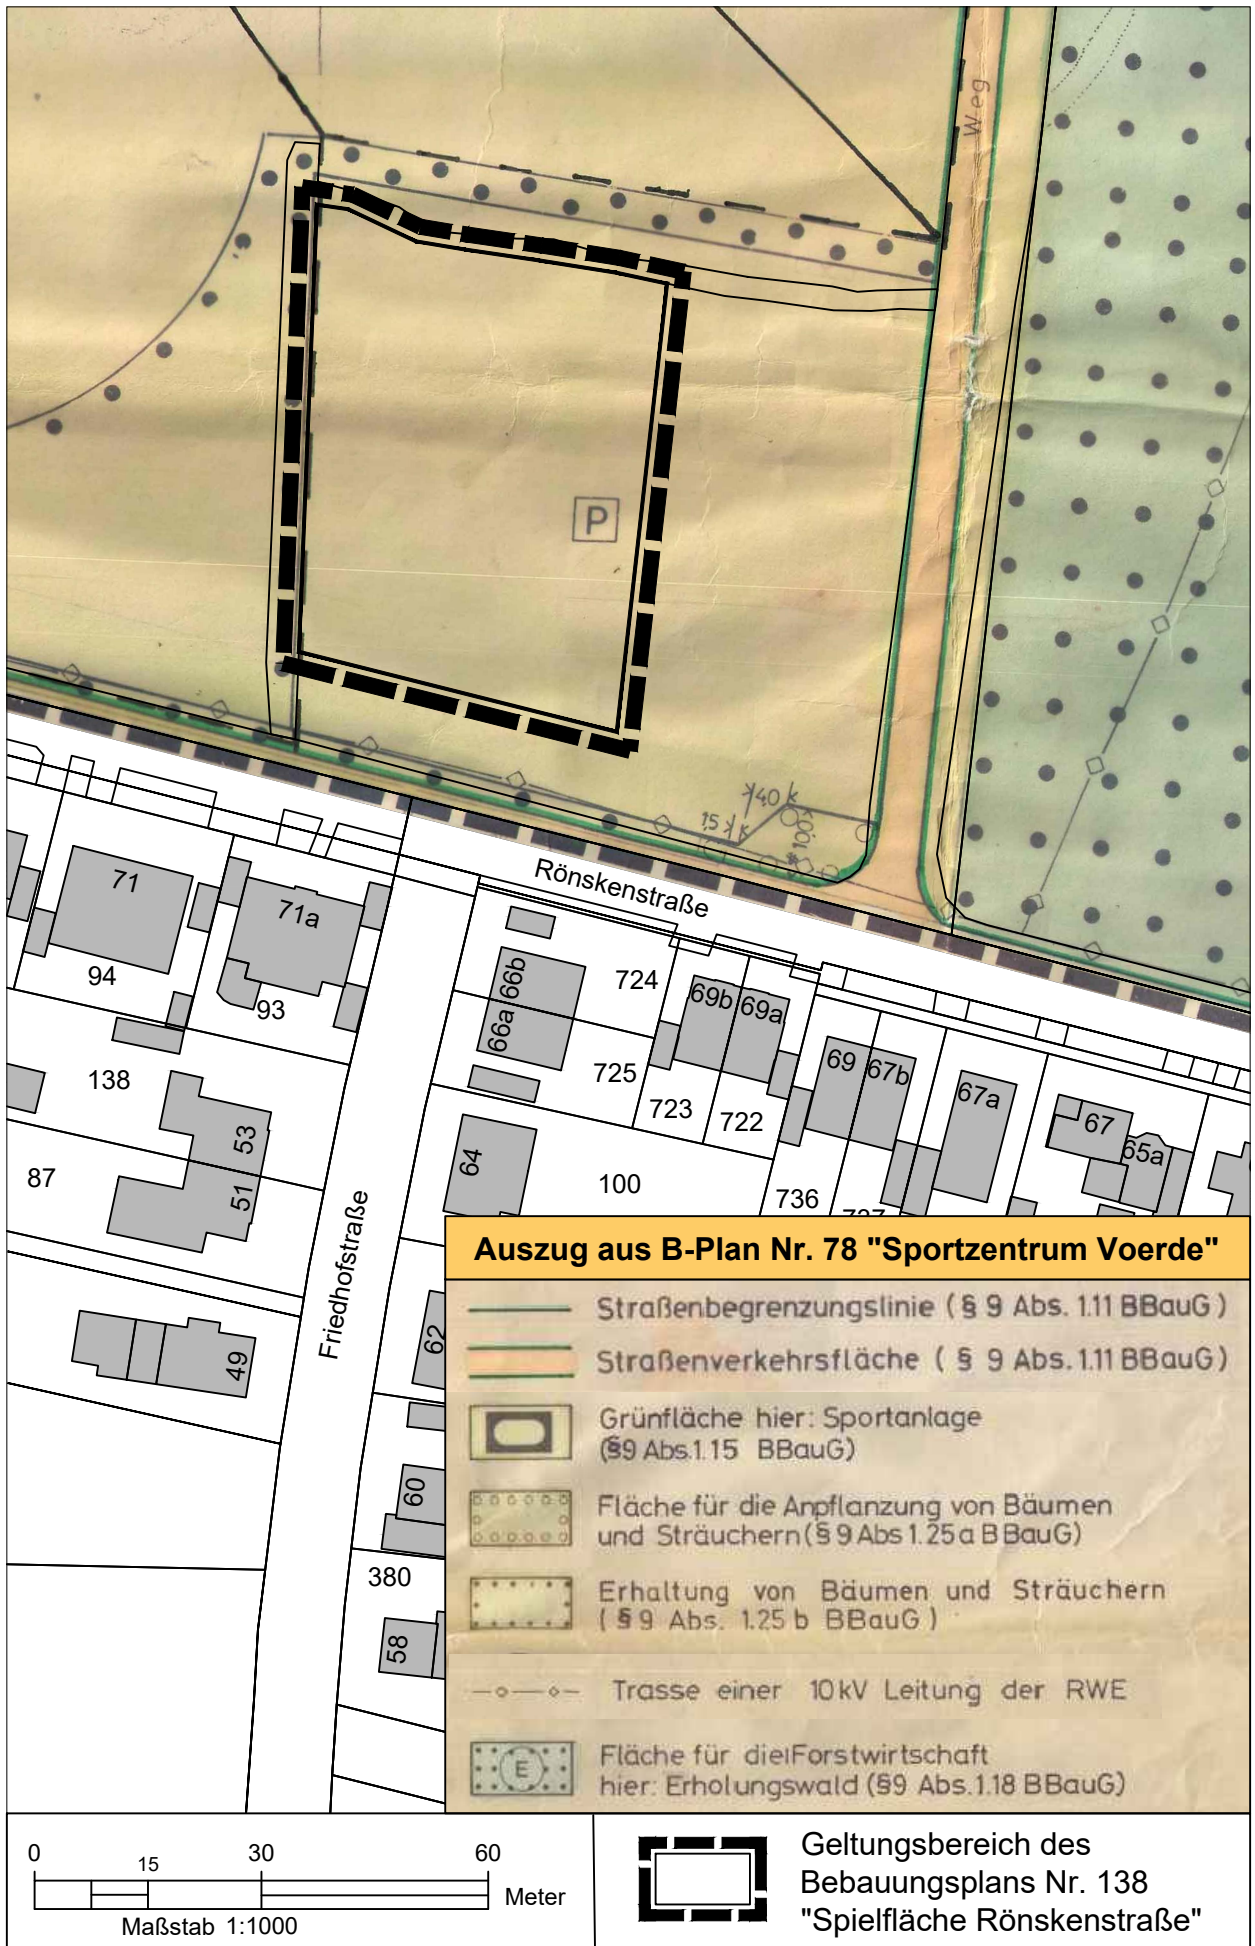 Weg
P
40
15
100
Rönskenstraße
71
71a
94
93
66b
66a
724
69b
69a
725
138
69
67b
67a
723
722
67
65a
53
64
87
51
100
736
Friedhofstraße
62
49
60
380
58
Auszug aus B-Plan Nr. 78 "Sportzentrum Voerde"
Straßenbegrenzungslinie (§ 9 Abs. 1.11 BBauG)
Straßenverkehrsfläche (§ 9 Abs. 1.11 BBauG)
Grünfläche hier: Sportanlage
(§9 Abs.1.15 BBauG)
Fläche für die Anpflanzung von Bäumen
und Sträuchern (§ 9 Abs 1.25 a BBauG)
Erhaltung von Bäumen und Sträuchern
(§ 9 Abs. 1.25 b BBauG)
Trasse einer 10kV Leitung der RWE
E
Fläche für die Forstwirtschaft
hier: Erholungswald (§9 Abs.1.18 BBauG)
0 15 30 60
Meter
Maßstab 1:1000
Geltungsbereich des
Bebauungsplans Nr. 138
"Spielfläche Rönskenstraße"